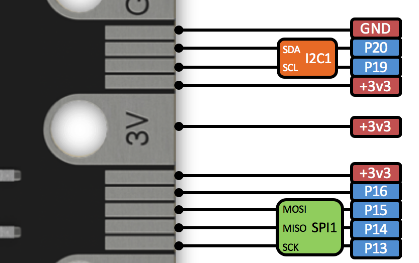 GND
SDA I2C1 P20
SCL P19
+3v3
3V +3v3
+3v3
P16
MOSI P15
MISO SPI1 P14
SCK P13